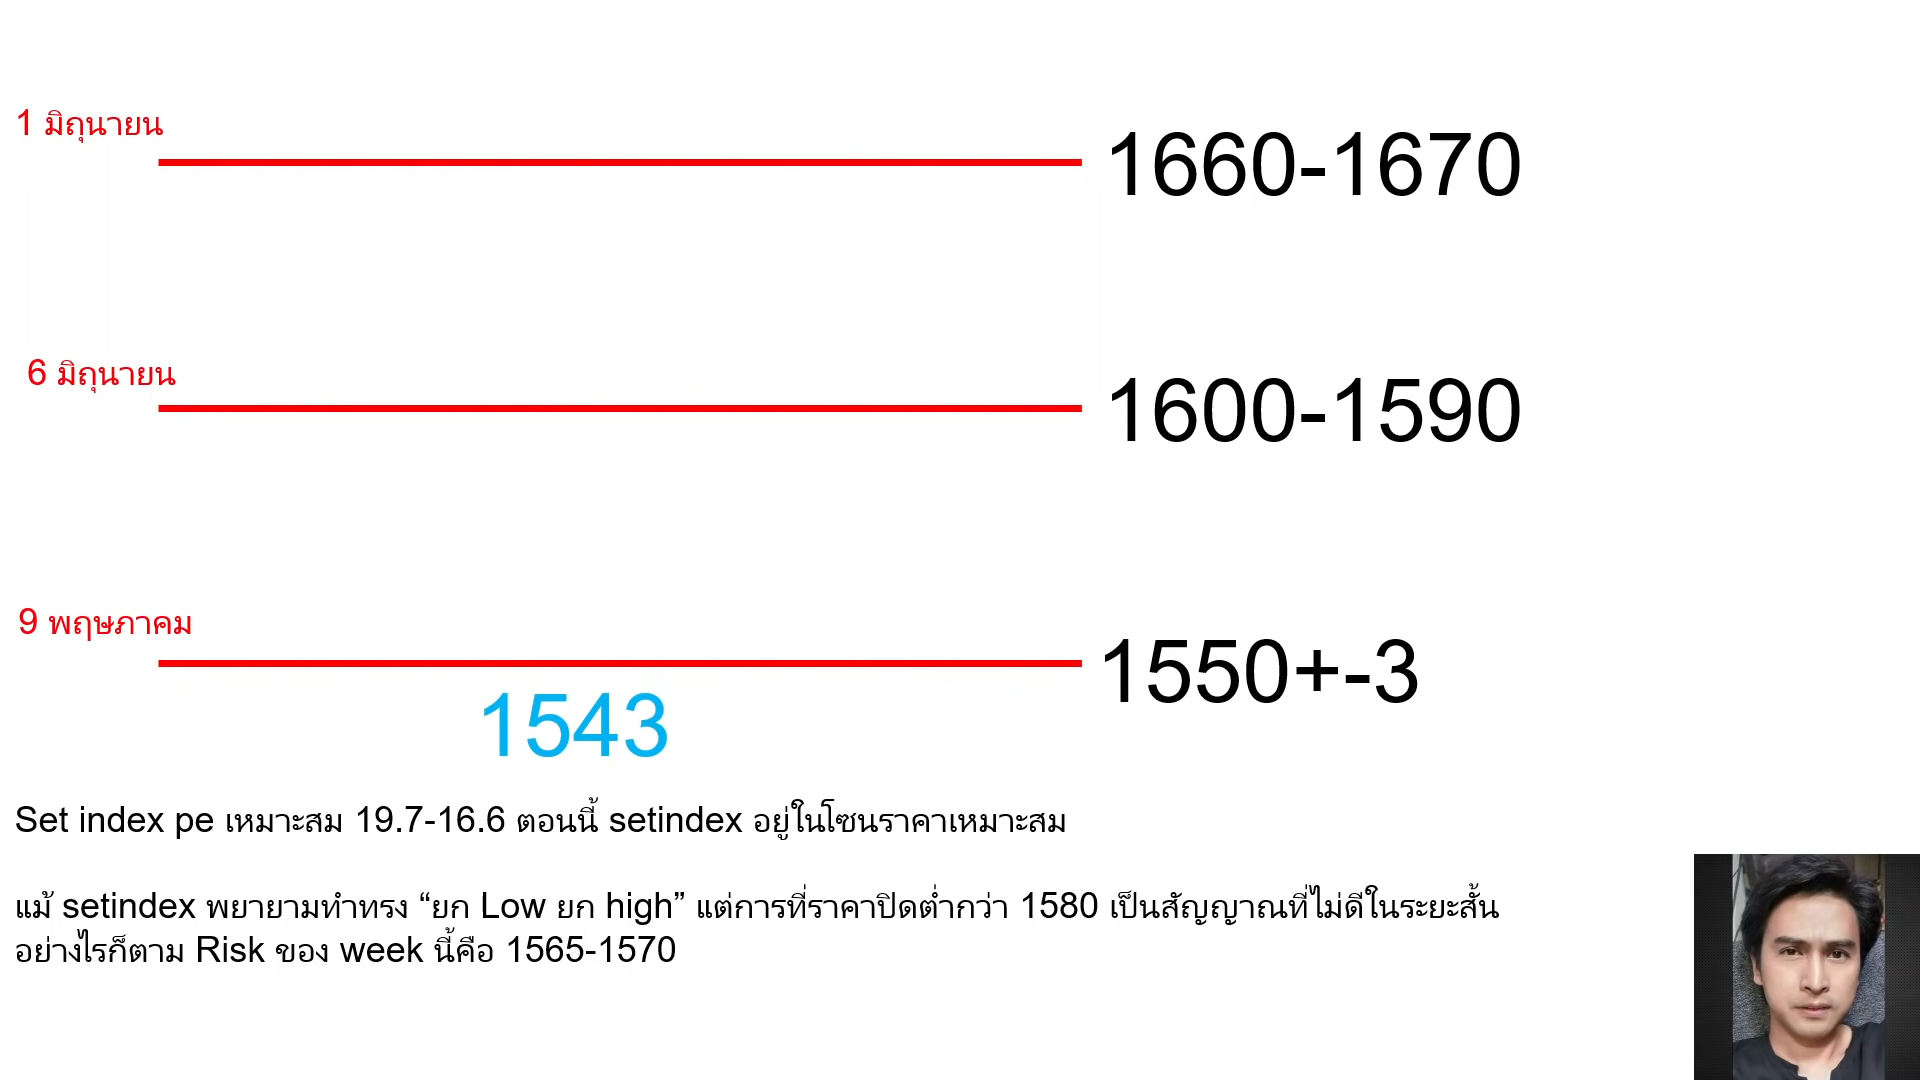 1 มิถุนายน
1660-1670
6 มิถุนายน
1600-1590
9 พฤษภาคม
1550+-3
1543
Set index pe เหมาะสม 19.7-16.6 ตอนนี้ setindex อยู่ในโซนราคาเหมาะสม
แม้ setindex พยายามทำทรง “ยก Low ยก high” แต่การที่ราคาปิดต่ำกว่า 1580 เป็นสัญญาณที่ไม่ดีในระยะสั้น
อย่างไรก็ตาม Risk ของ week นี้คือ 1565-1570